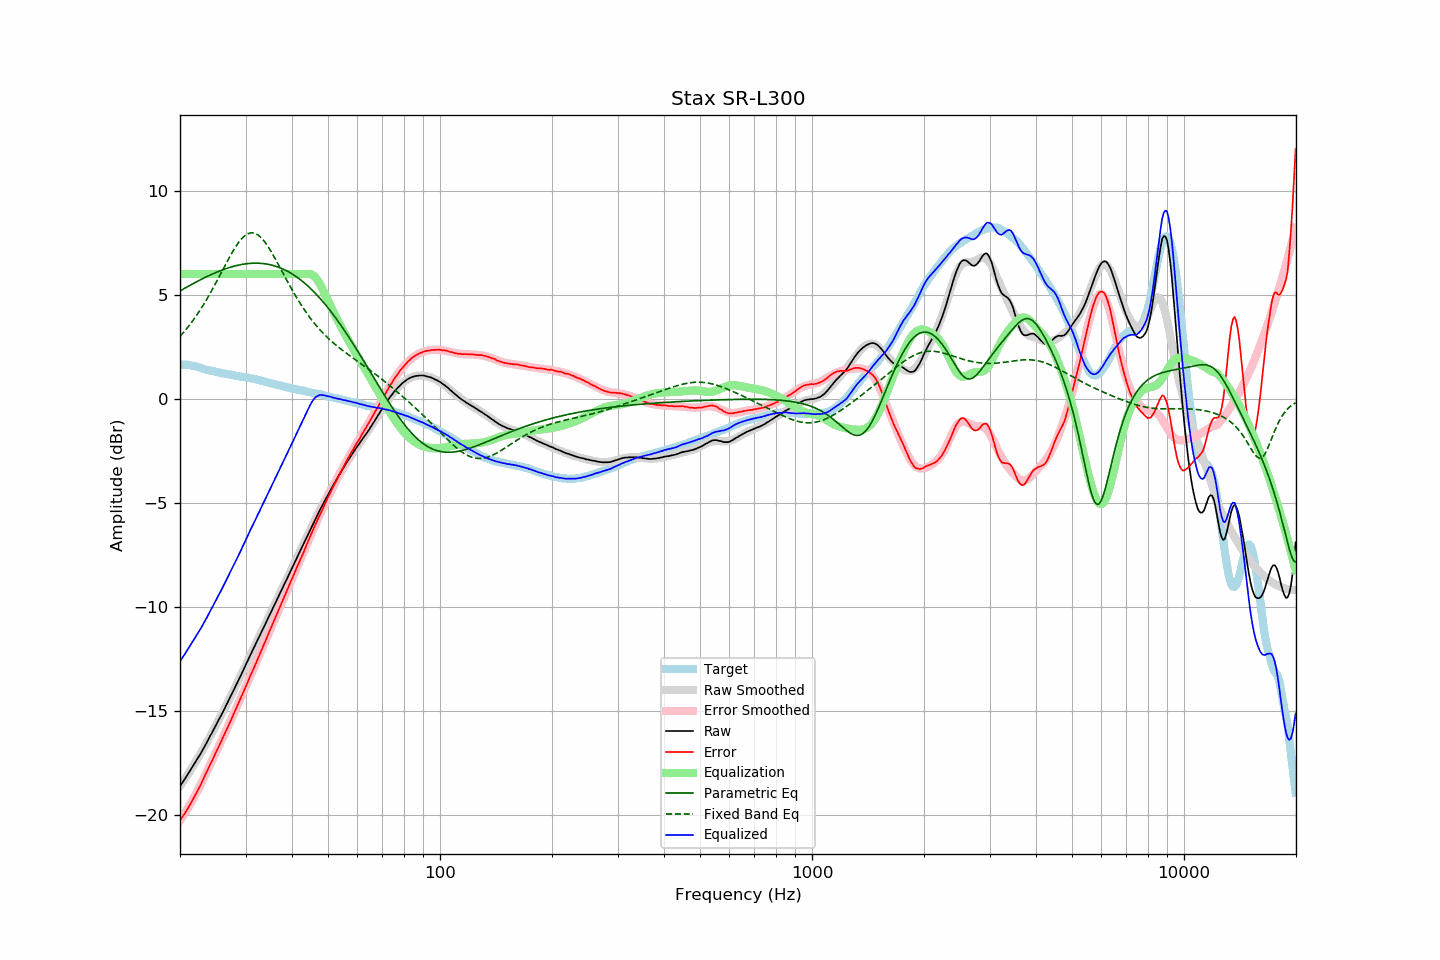 Stax SR-L300
10
5
0
−5
−10
−15
−20
Amplitude (dBr)
100
1000
10000
Frequency (Hz)
Target
Raw Smoothed
Error Smoothed
Raw
Error
Equalization
Parametric Eq
Fixed Band Eq
Equalized